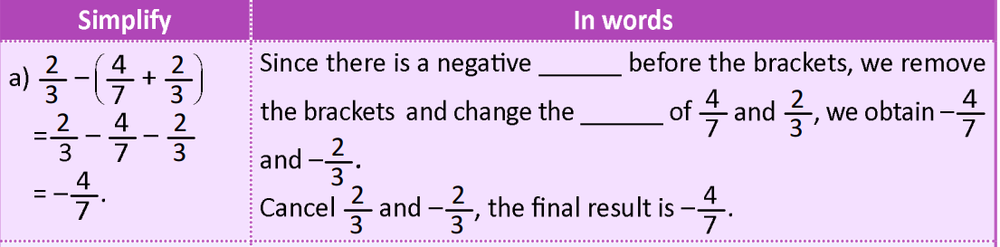 Simplify
In words
a) 2/3 – (4/7 + 2/3)
= 2/3 – 4/7 – 2/3
= – 4/7.
Since there is a negative ______ before the brackets, we remove
the brackets and change the ______ of 4/7 and 2/3, we obtain – 4/7
and – 2/3.
Cancel 2/3 and – 2/3, the final result is – 4/7.